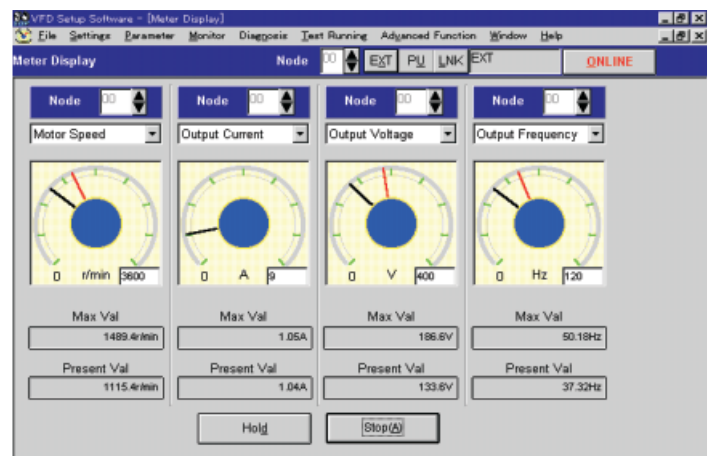 VFD Setup Software - [Meter Display]
File Settings Parameter Monitor Diagnosis Test Running Advanced Function Window Help
Meter Display Node 00 EXT PU LNK EXT ONLINE
Node 00 Node 00 Node 00 Node 00
Motor Speed Output Current Output Voltage Output Frequency
0 r/min 3600 0 A 9 0 V 400 0 Hz 120
Max Val Max Val Max Val Max Val
1489.4r/min 1.05A 186.6V 50.18Hz
Present Val Present Val Present Val Present Val
1115.4r/min 1.04A 133.6V 37.32Hz
Hold Stop(A)